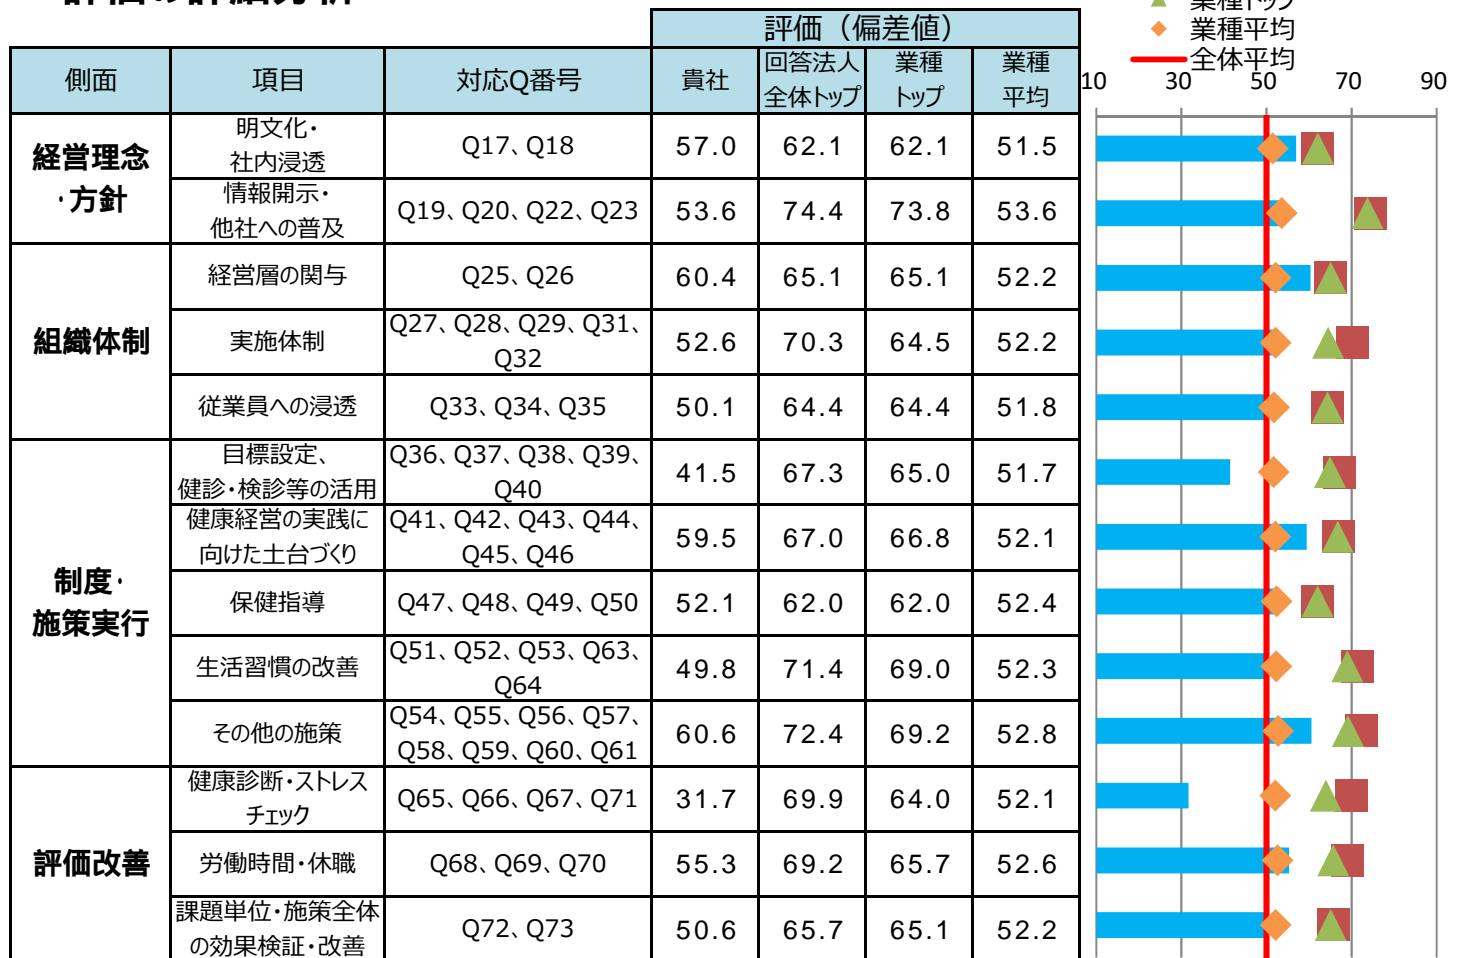 評価の詳細分析
業種トップ
業種平均
全体平均
評価（偏差値）
側面 項目 対応Q番号 貴社 回答法人 業種 業種
全体トップ トップ 平均
10 30 50 70 90
経営理念
・方針
明文化・
社内浸透
Q17、Q18 57.0 62.1 62.1 51.5
情報開示・
他社への普及
Q19、Q20、Q22、Q23 53.6 74.4 73.8 53.6
組織体制
経営層の関与 Q25、Q26 60.4 65.1 65.1 52.2
実施体制
Q27、Q28、Q29、Q31、
Q32
52.6 70.3 64.5 52.2
従業員への浸透 Q33、Q34、Q35 50.1 64.4 64.4 51.8
制度・
施策実行
目標設定、
健診・検診等の活用
Q36、Q37、Q38、Q39、
Q40
41.5 67.3 65.0 51.7
健康経営の実践に
向けた土台づくり
Q41、Q42、Q43、Q44、
Q45、Q46
59.5 67.0 66.8 52.1
保健指導 Q47、Q48、Q49、Q50 52.1 62.0 62.0 52.4
生活習慣の改善
Q51、Q52、Q53、Q63、
Q64
49.8 71.4 69.0 52.3
その他の施策
Q54、Q55、Q56、Q57、
Q58、Q59、Q60、Q61
60.6 72.4 69.2 52.8
評価改善
健康診断・ストレス
チェック
Q65、Q66、Q67、Q71 31.7 69.9 64.0 52.1
労働時間・休職 Q68、Q69、Q70 55.3 69.2 65.7 52.6
課題単位・施策全体
の効果検証・改善
Q72、Q73 50.6 65.7 65.1 52.2